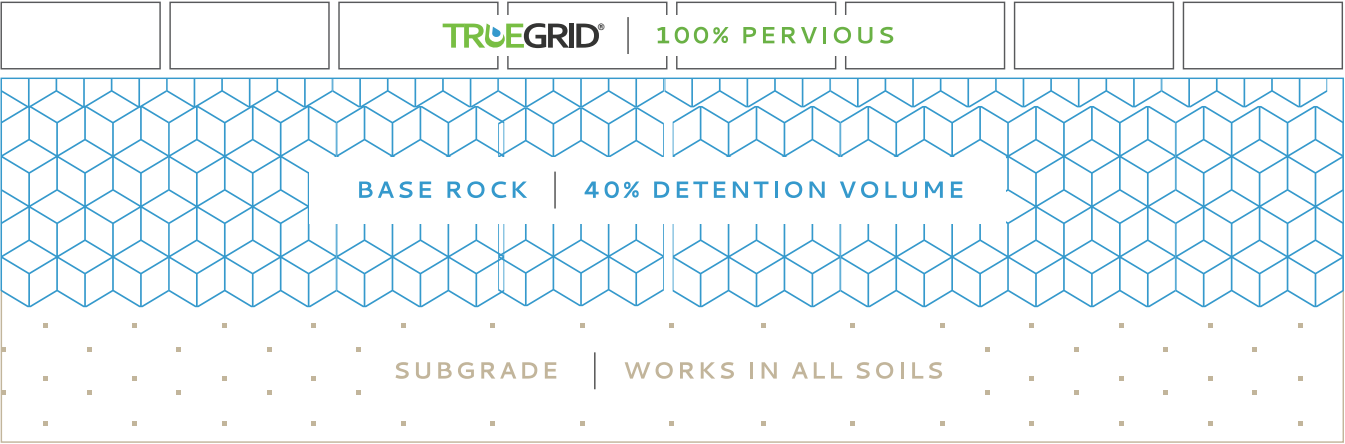 TRUEGRID® | 100% PERVIOUS
BASE ROCK | 40% DETENTION VOLUME
SUBGRADE | WORKS IN ALL SOILS